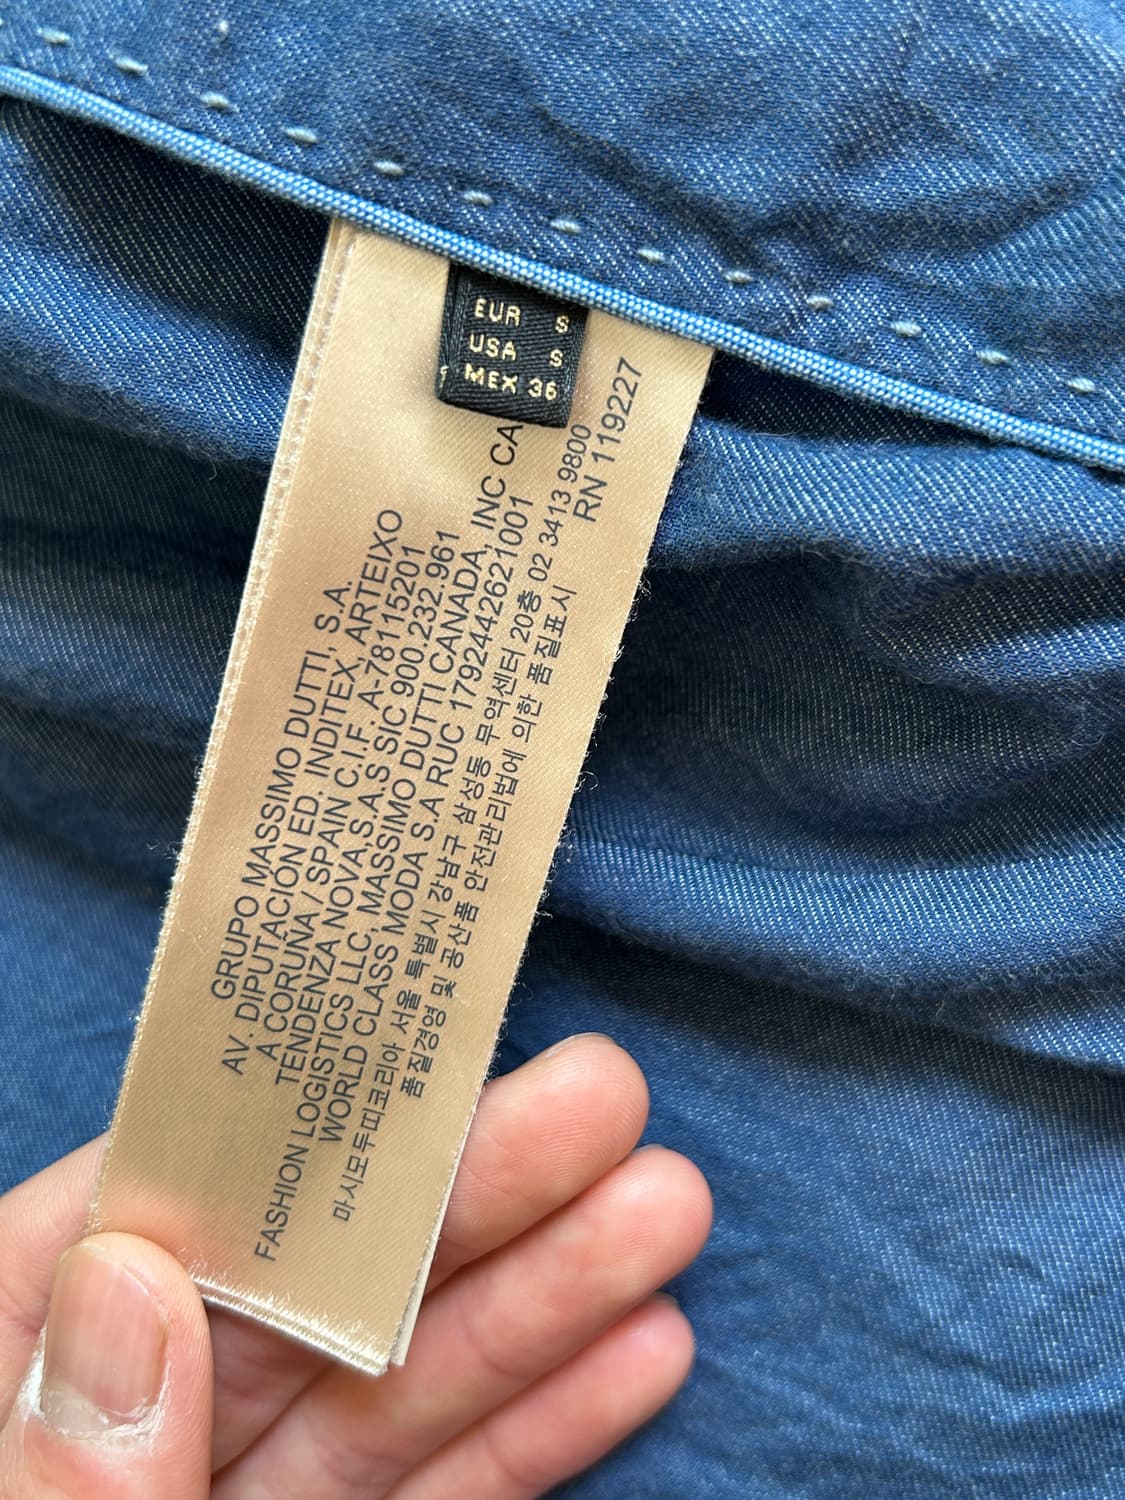 EUR S
USA S
MEX 36
GRUPO MASSIMO DUTTI, S.A.
AV. DIPUTACIÓN ED. INDITEX, ARTEIXO
A CORUÑA / SPAIN C.I.F. A-78115201
TENDENZA NOVA,S.A.S SIC 900.232.961
FASHION LOGISTICS LLC, MASSIMO DUTTI CANADA, INC CA
WORLD CLASS MODA S.A RUC 1792442621001
마시모두띠코리아 서울 특별시 강남구 삼성동 무역센터 20층 02 3413 9800
품질경영 및 공산품 안전관리법에 의한 품질표시
RN 119227